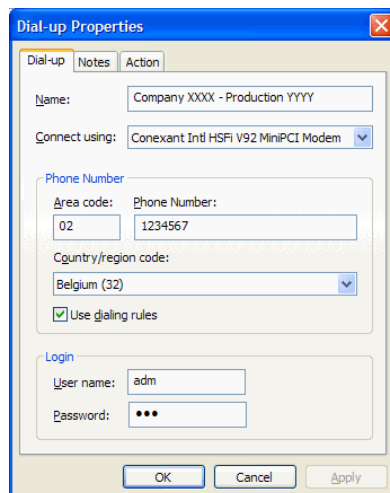 Dial-up Properties
Dial-up Notes Action
Name: Company XXXX - Production YYYY
Connect using: Conexant Intl HSFi V92 MiniPCI Modem
Phone Number
Area code: Phone Number:
02 1234567
Country/region code:
Belgium (32)
Use dialing rules
Login
User name: adm
Password: •••
OK Cancel Apply